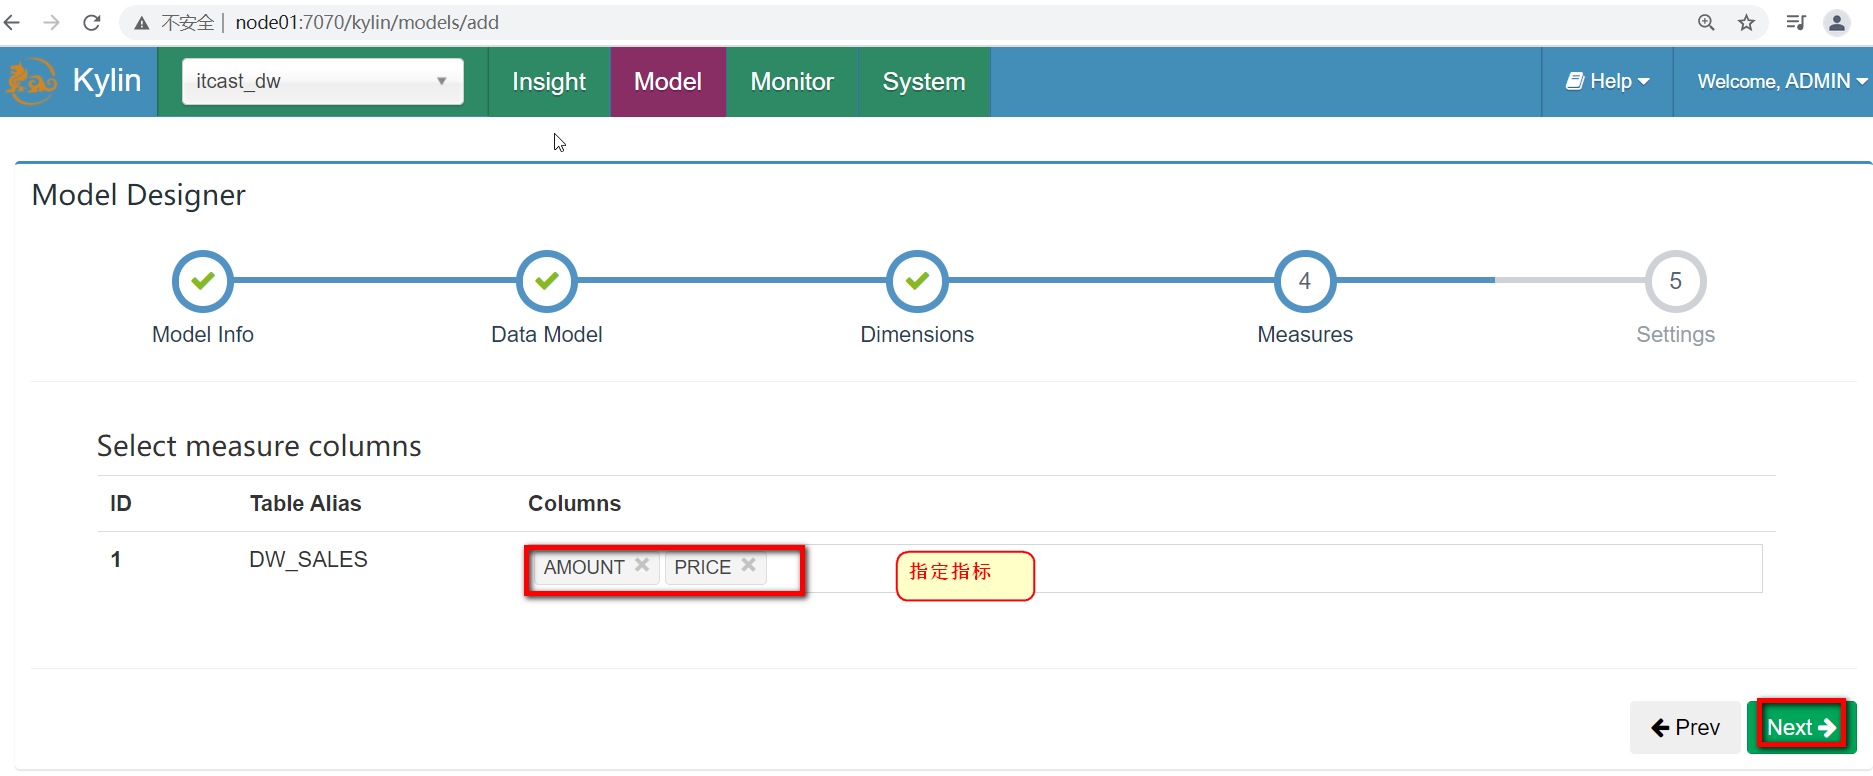 不安全 | node01:7070/kylin/models/add
Kylin
itcast_dw
Insight
Model
Monitor
System
Help
Welcome, ADMIN
Model Designer
4
5
Model Info
Data Model
Dimensions
Measures
Settings
Select measure columns
ID Table Alias Columns
1 DW_SALES AMOUNT PRICE
指定指标
Prev
Next